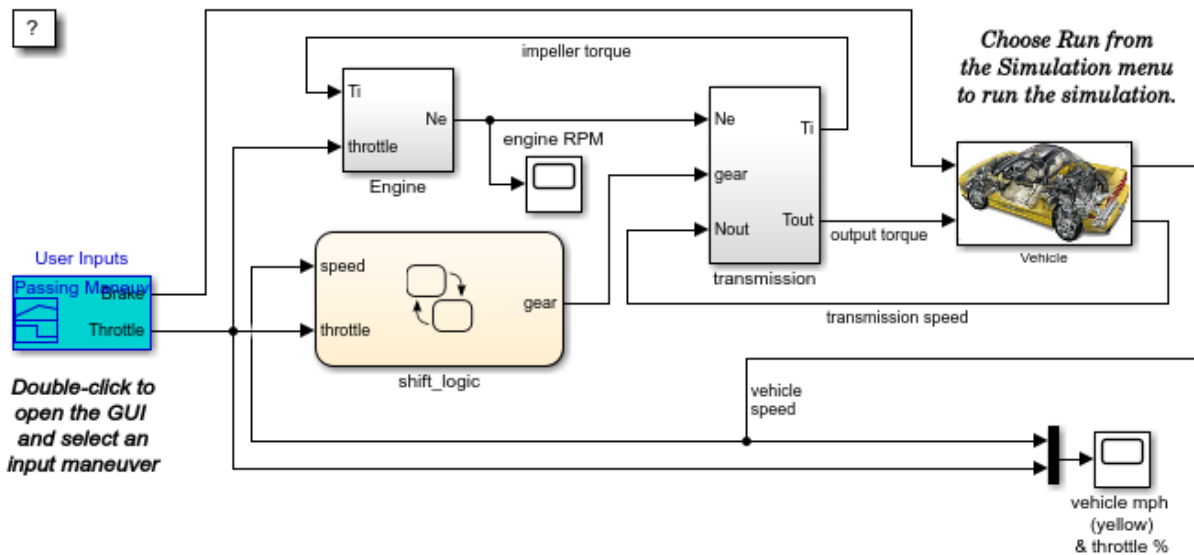 ?
impeller torque
Choose Run from
the Simulation menu
to run the simulation.
Ti
Ne
throttle
Engine
engine RPM
Ne
Ti
gear
Nout
Tout
transmission
output torque
Vehicle
transmission speed
User Inputs
Passing Maneuv
Brake
Throttle
speed
gear
throttle
shift_logic
Double-click to
open the GUI
and select an
input maneuver
vehicle
speed
vehicle mph
(yellow)
& throttle %